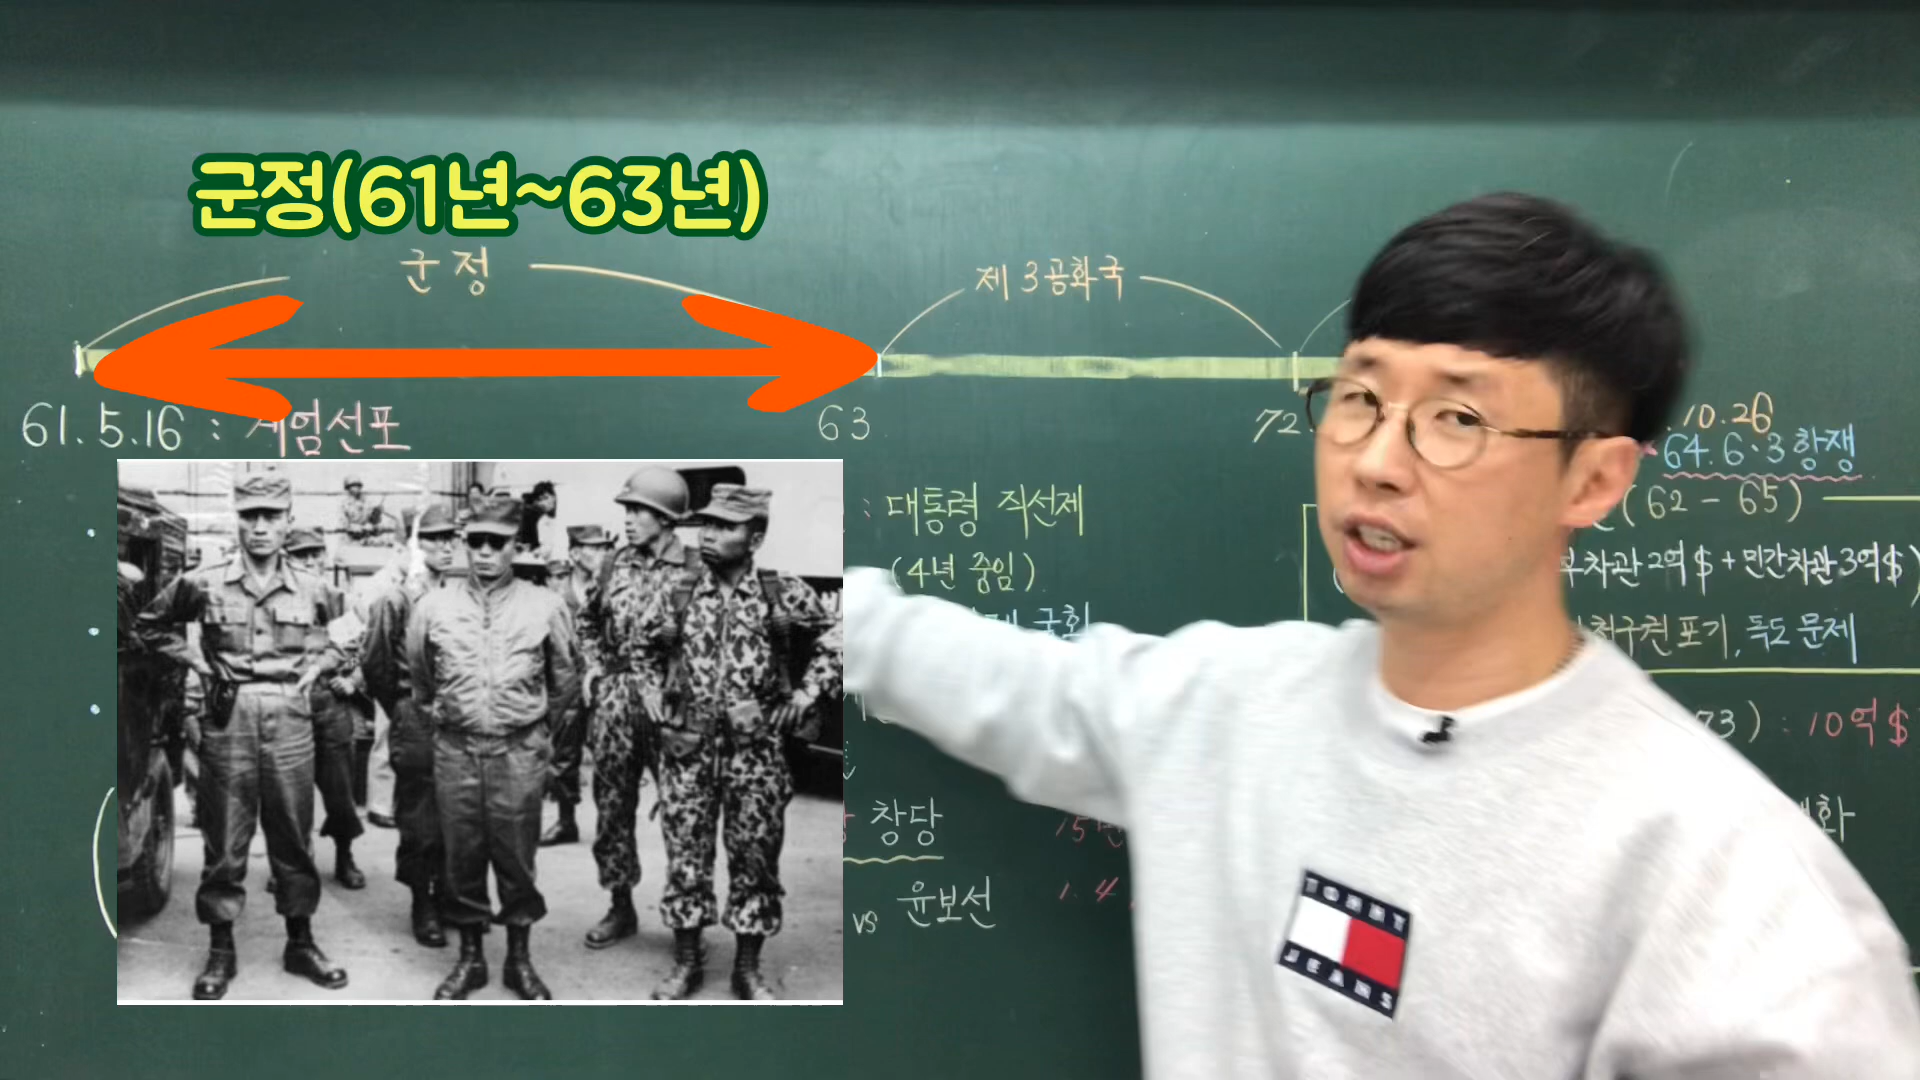 군정(61년~63년)
군정
제 3공화국
61.5.16 : 계엄선포
63
72.
10.26
64.6.3 항쟁
: 대통령 직선제
(62 - 65)
(4년 중임)
차관 2억$ + 민간차관 3억$)
국회
청구권 포기, 독도 문제
73) : 10억$
창당
vs 윤보선
TOMMY
JEANS